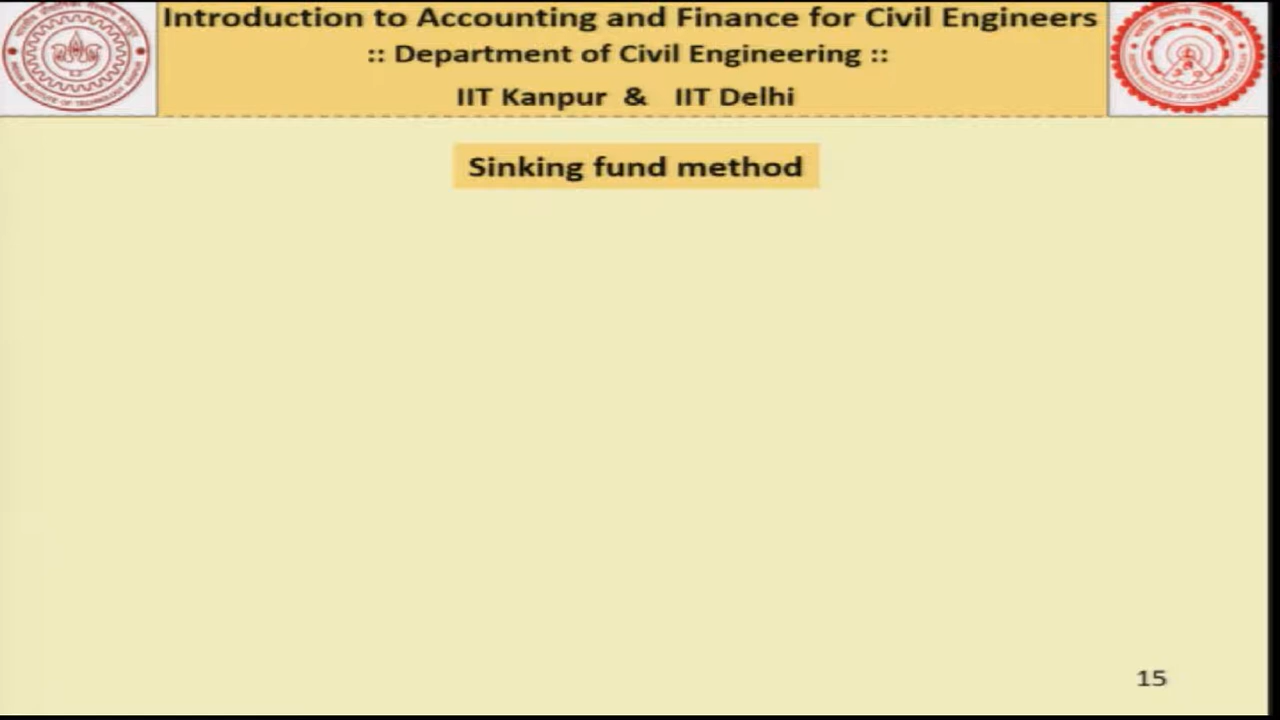 Introduction to Accounting and Finance for Civil Engineers
:: Department of Civil Engineering ::
IIT Kanpur & IIT Delhi
Sinking fund method
15